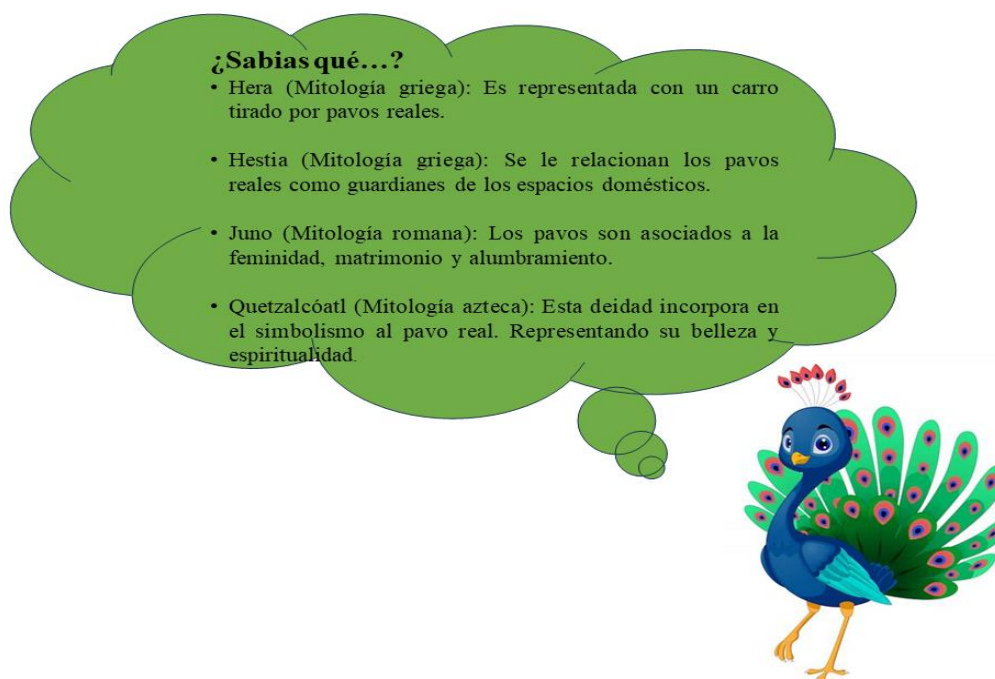 ¿Sabias qué…?
• Hera (Mitología griega): Es representada con un carro
tirado por pavos reales.
• Hestia (Mitología griega): Se le relacionan los pavos
reales como guardianes de los espacios domésticos.
• Juno (Mitología romana): Los pavos son asociados a la
feminidad, matrimonio y alumbramiento.
• Quetzalcóatl (Mitología azteca): Esta deidad incorpora en
el simbolismo al pavo real. Representando su belleza y
espiritualidad.